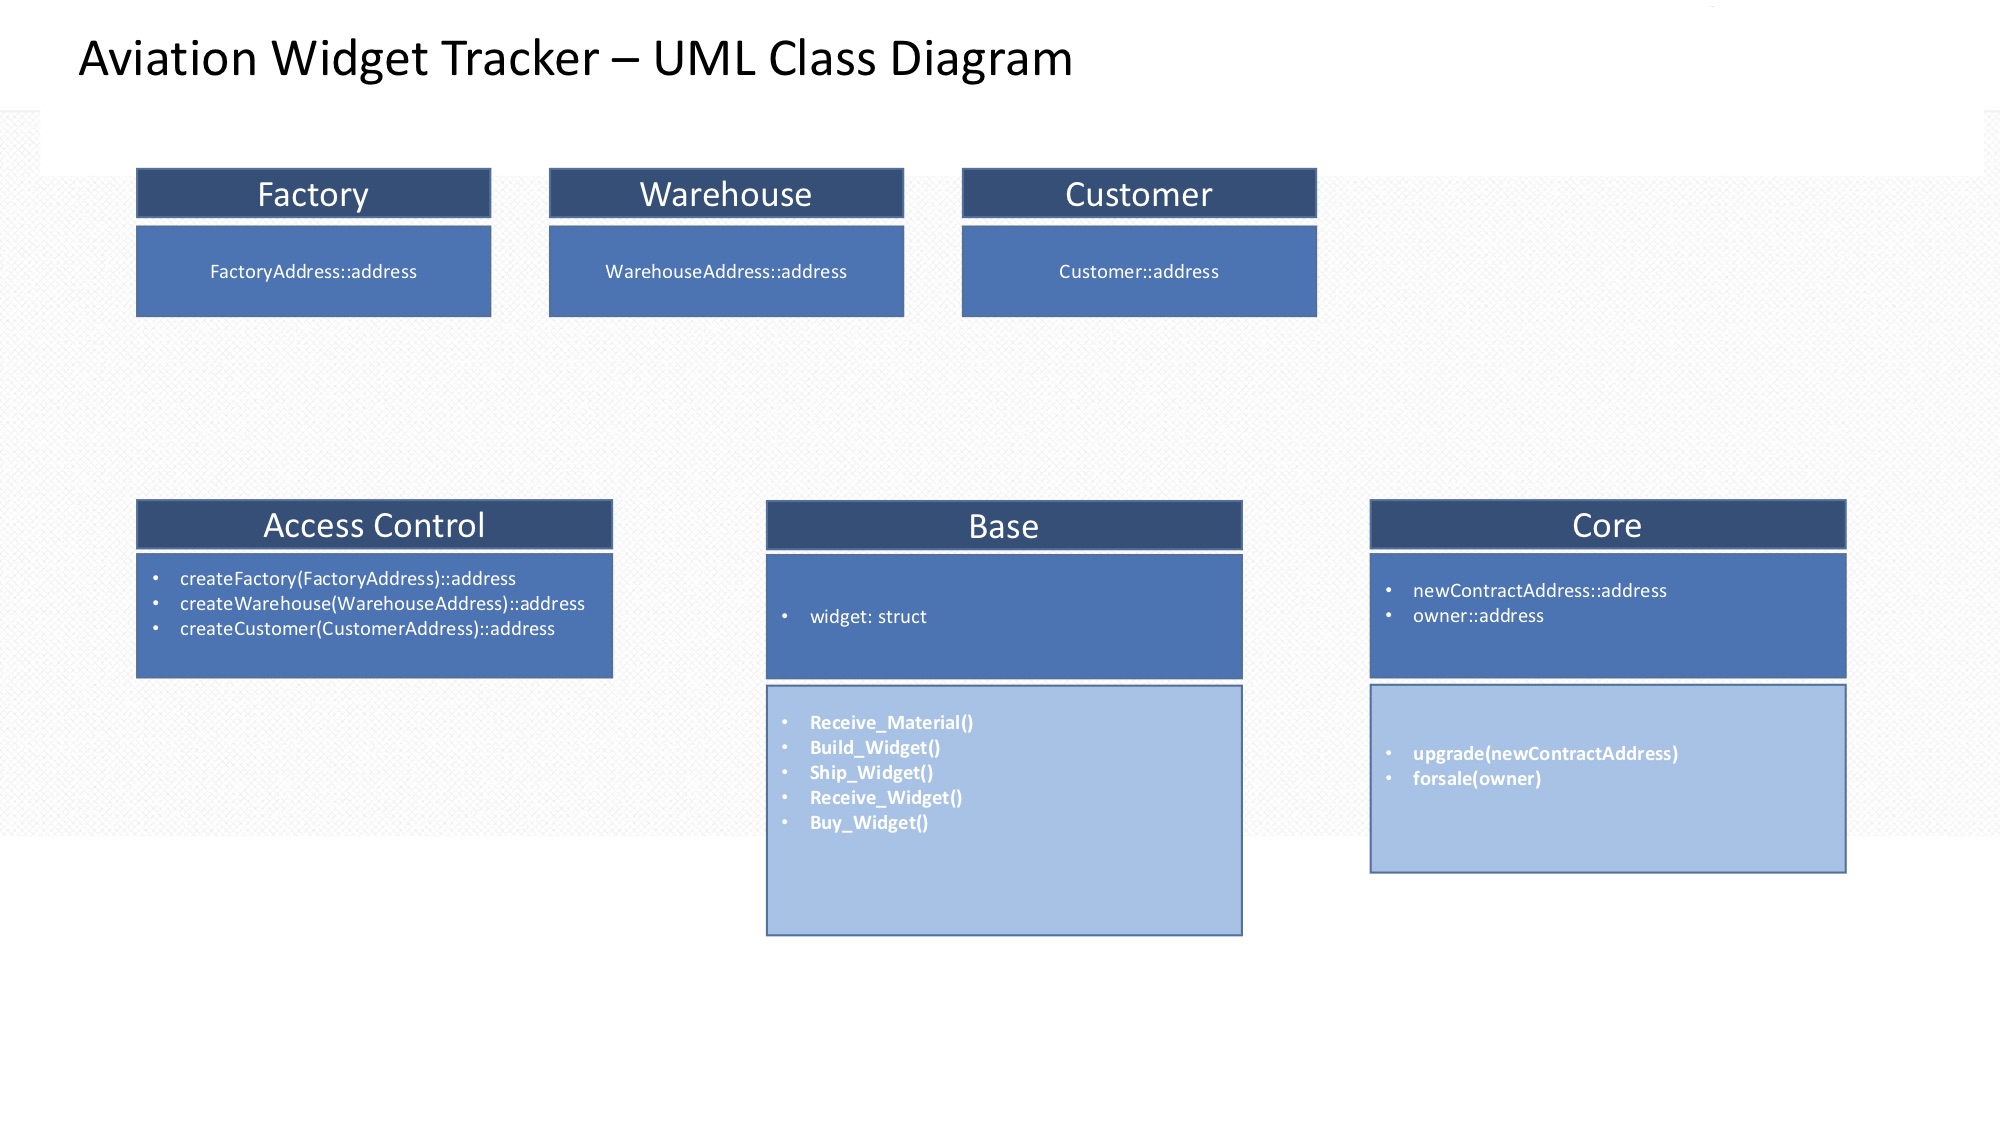 Aviation Widget Tracker – UML Class Diagram
Factory
FactoryAddress::address
Warehouse
WarehouseAddress::address
Customer
Customer::address
Access Control
• createFactory(FactoryAddress)::address
• createWarehouse(WarehouseAddress)::address
• createCustomer(CustomerAddress)::address
Base
• widget: struct
• Receive_Material()
• Build_Widget()
• Ship_Widget()
• Receive_Widget()
• Buy_Widget()
Core
• newContractAddress::address
• owner::address
• upgrade(newContractAddress)
• forsale(owner)